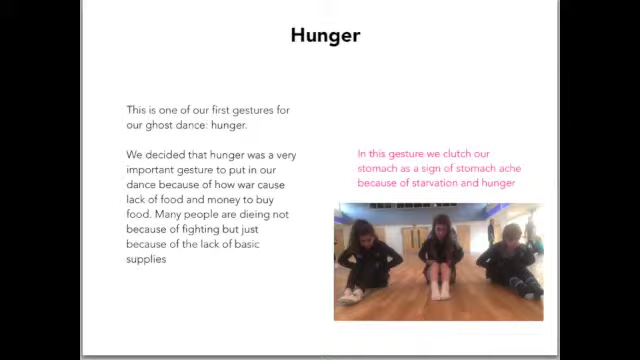 Hunger
This is one of our first gestures for
our ghost dance: hunger.
We decided that hunger was a very
important gesture to put in our
dance because of how war cause
lack of food and money to buy
food. Many people are dieing not
because of fighting but just
because of the lack of basic
supplies
In this gesture we clutch our
stomach as a sign of stomach ache
because of starvation and hunger